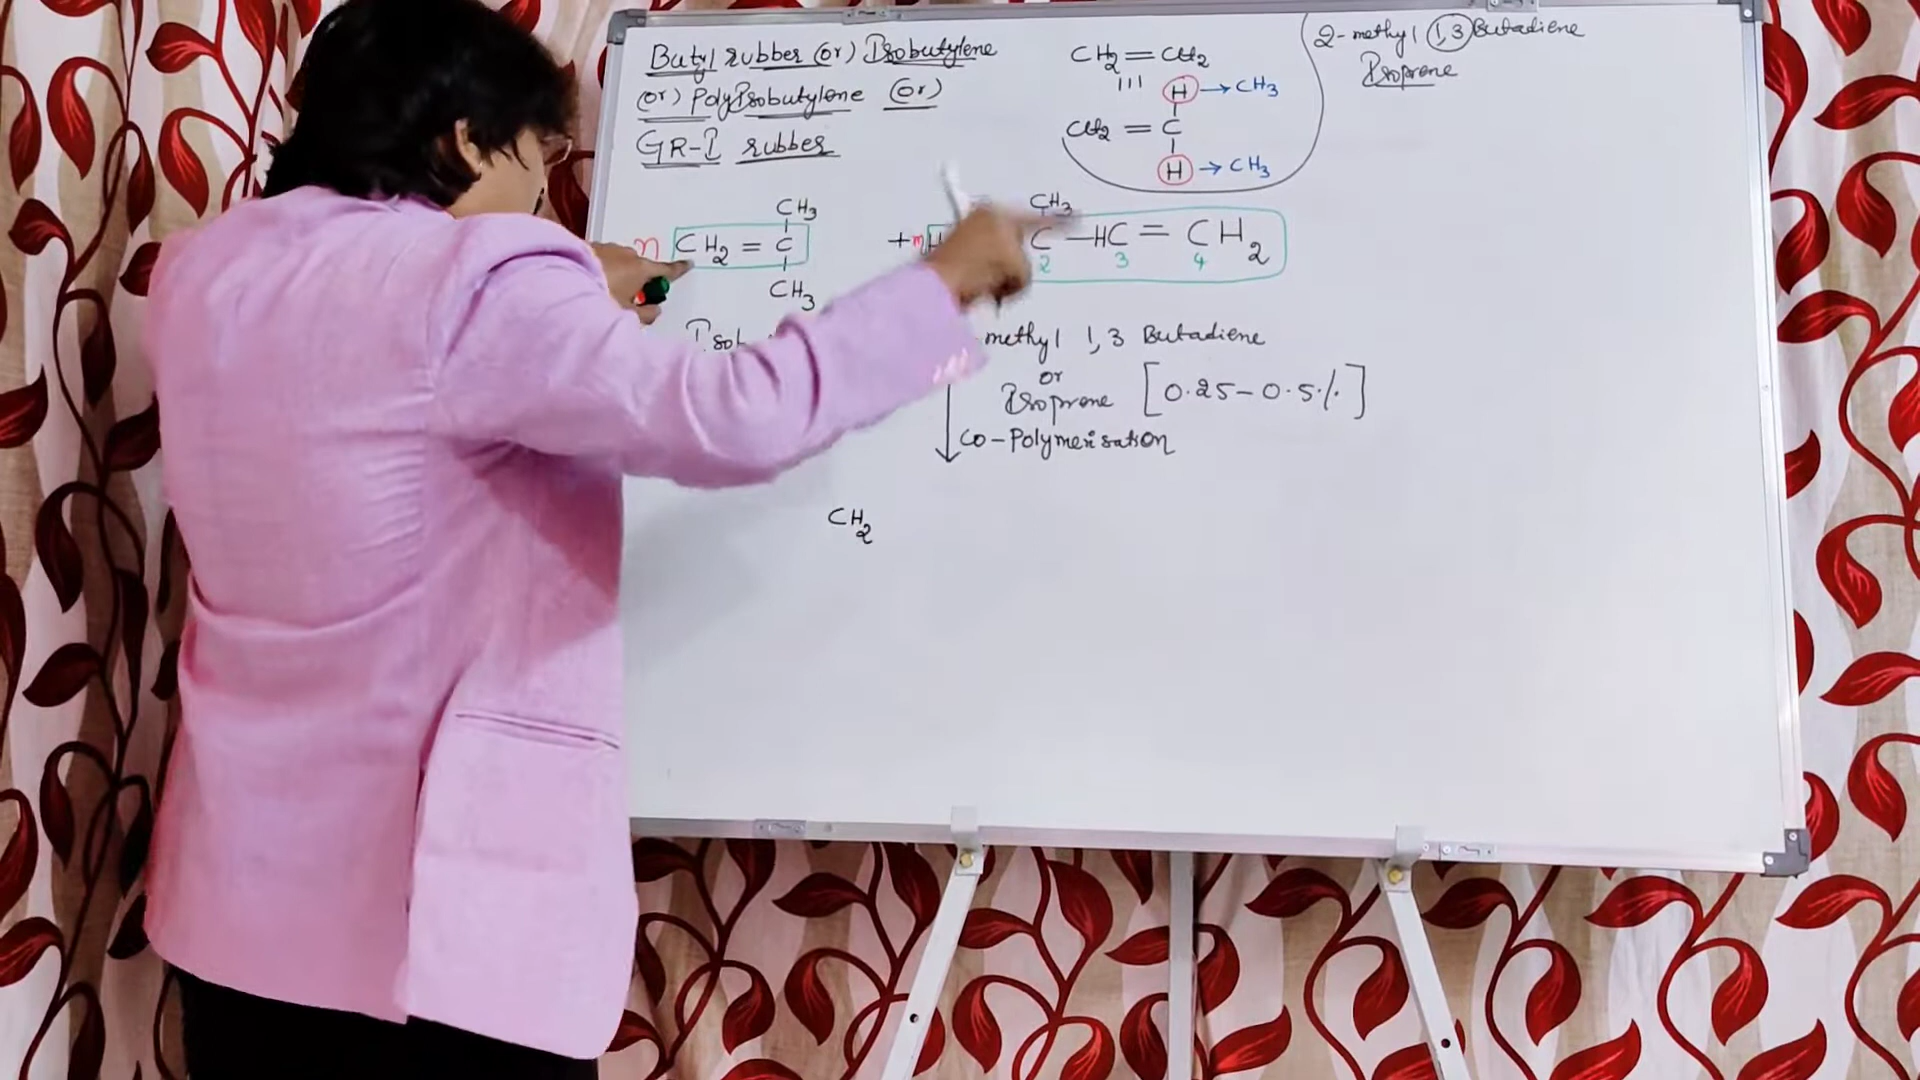 Butyl rubber (or) Isobutylene
(or) PolyIsobutylene (or)
GR-I rubber
CH2 = CH2
111
H → CH3
CH2 = C
H → CH3
2-methyl 1,3 Butadiene
Isoprene
CH3
n CH2 = C
CH3
CH3
+ m H
C — HC = CH2
2 3 4
methyl 1,3 Butadiene
or
Isoprene [0.25 – 0.5%]
Co-Polymerisation
CH2